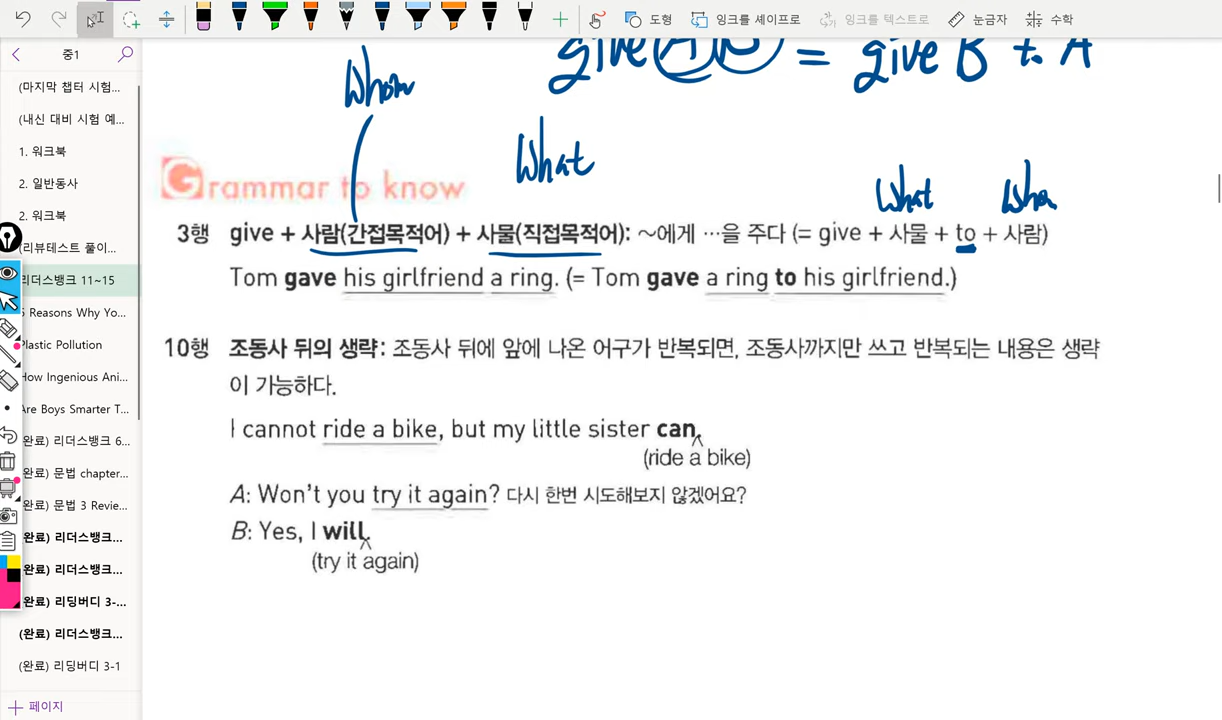 도형
잉크를 셰이프로
잉크를 텍스트로
눈금자
수학
중1
(마지막 챕터 시험...
(내신 대비 시험 예...
1. 워크북
2. 일반동사
2. 워크북
리뷰테스트 풀이...
리더스뱅크 11~15
Reasons Why Yo...
Plastic Pollution
How Ingenious Ani...
Are Boys Smarter T...
(완료) 리더스뱅크 6...
(완료) 문법 chapter...
(완료) 문법 3 Revie...
(완료) 리더스뱅크...
(완료) 리더스뱅크...
(완료) 리딩버디 3-...
(완료) 리더스뱅크...
(완료) 리딩버디 3-1
페이지
give A B = give B to A
Whom
What
What Whom
Grammar to know
3행 give + 사람(간접목적어) + 사물(직접목적어): ~에게 …을 주다 (= give + 사물 + to + 사람)
Tom gave his girlfriend a ring. (= Tom gave a ring to his girlfriend.)
10행 조동사 뒤의 생략: 조동사 뒤에 앞에 나온 어구가 반복되면, 조동사까지만 쓰고 반복되는 내용은 생략
이 가능하다.
I cannot ride a bike, but my little sister can.
(ride a bike)
A: Won't you try it again? 다시 한번 시도해보지 않겠어요?
B: Yes, I will.
(try it again)